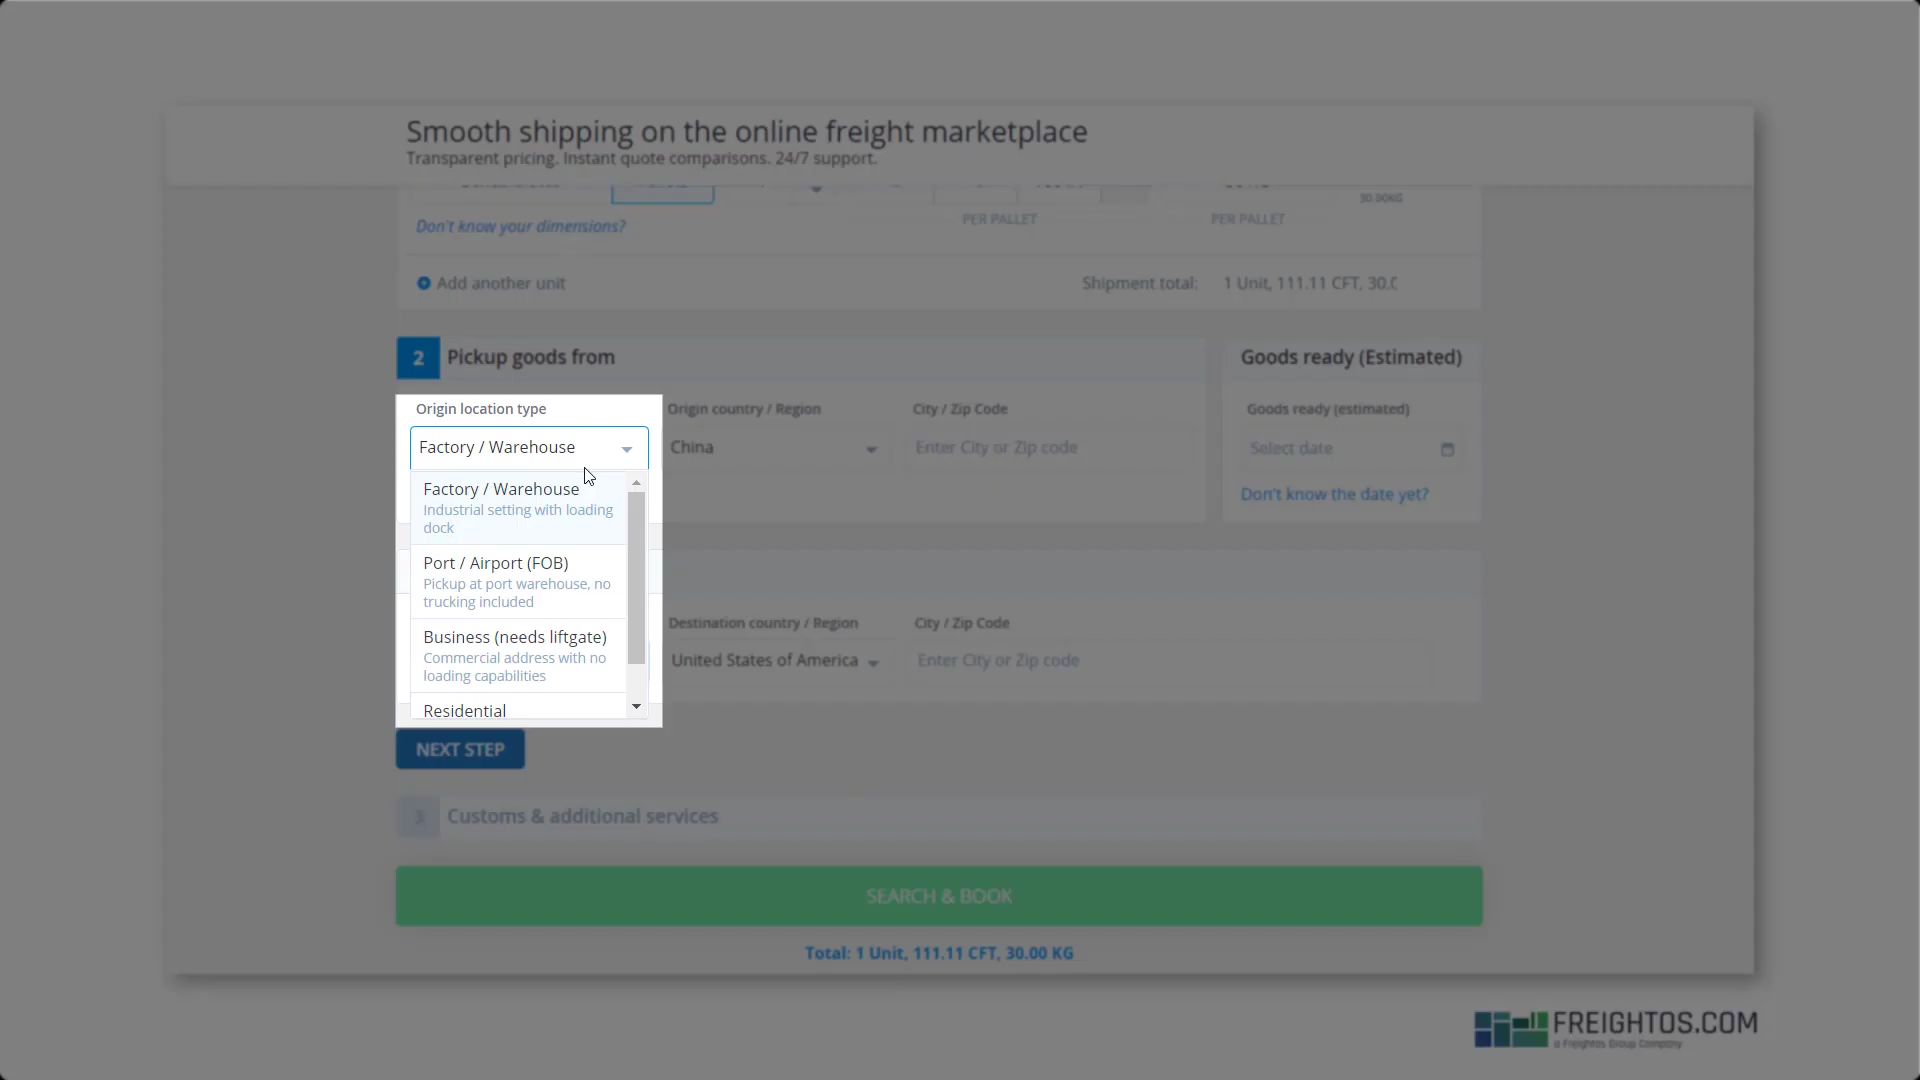 Smooth shipping on the online freight marketplace
Transparent pricing. Instant quote comparisons. 24/7 support.
30.00KG
Don't know your dimensions?
PER PALLET
PER PALLET
Add another unit
Shipment total:
1 Unit, 111.11 CFT, 30.0
2
Pickup goods from
Goods ready (Estimated)
Origin location type
Origin country / Region
City / Zip Code
Goods ready (estimated)
Factory / Warehouse
China
Enter City or Zip code
Select date
Don't know the date yet?
Factory / Warehouse
Industrial setting with loading
dock
Port / Airport (FOB)
Pickup at port warehouse, no
trucking included
Destination country / Region
City / Zip Code
Business (needs liftgate)
Commercial address with no
loading capabilities
United States of America
Enter City or Zip code
Residential
NEXT STEP
3
Customs & additional services
SEARCH & BOOK
Total: 1 Unit, 111.11 CFT, 30.00 KG
FREIGHTOS.COM
a Freightos Group Company